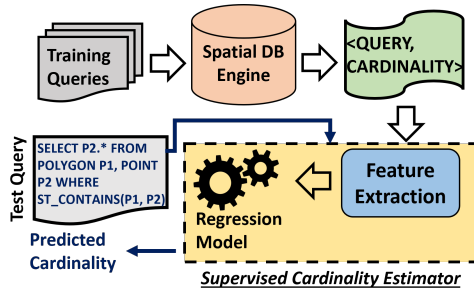 Training
Queries
Spatial DB
Engine
<QUERY,
CARDINALITY>
Test Query
SELECT P2.* FROM
POLYGON P1, POINT
P2 WHERE
ST_CONTAINS(P1, P2)
Feature
Extraction
Regression
Model
Predicted
Cardinality
Supervised Cardinality Estimator